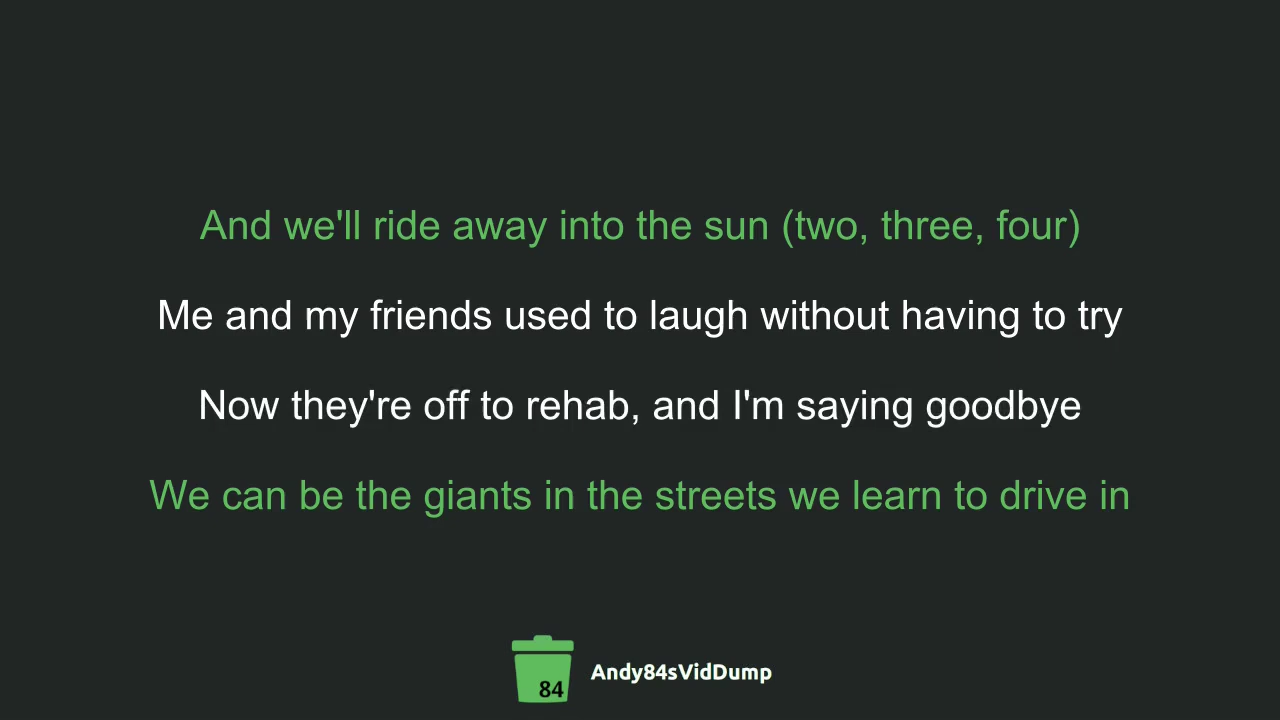 And we'll ride away into the sun (two, three, four)
Me and my friends used to laugh without having to try
Now they're off to rehab, and I'm saying goodbye
We can be the giants in the streets we learn to drive in
84
Andy84sVidDump